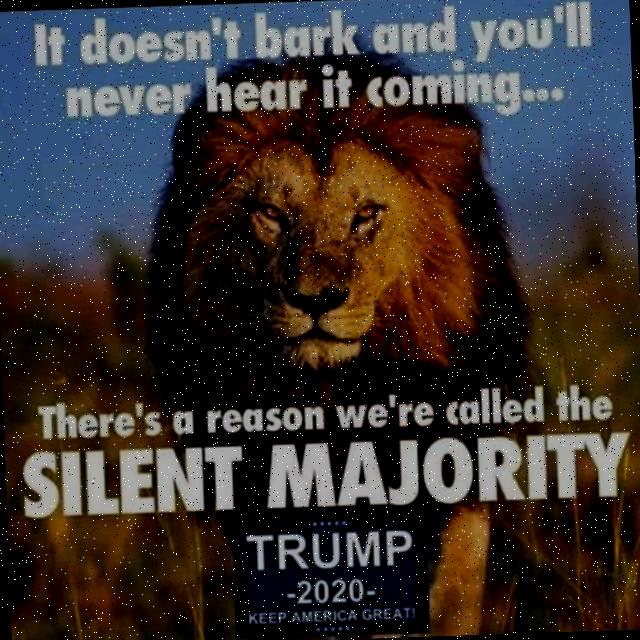 It doesn't bark and you'll
never hear it coming...
There's a reason we're called the
SILENT MAJORITY
TRUMP
-2020-
KEEP AMERICA GREAT!